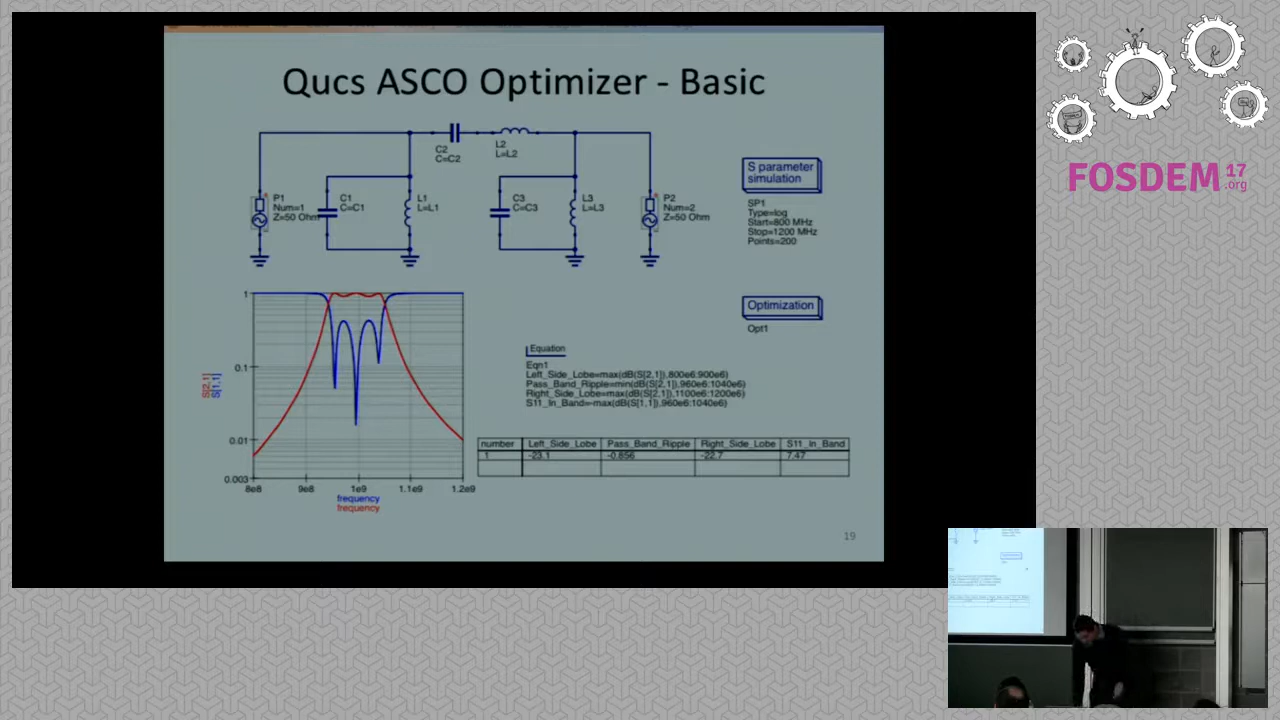 Qucs ASCO Optimizer - Basic
C2
C=C2
L2
L=L2
P1
Num=1
Z=50 Ohm
C1
C=C1
L1
L=L1
C3
C=C3
L3
L=L3
P2
Num=2
Z=50 Ohm
S parameter
simulation
SP1
Type=log
Start=800 MHz
Stop=1200 MHz
Points=200
Optimization
Opt1
Equation
Eqn1
Left_Side_Lobe=max(dB(S[2,1]),800e6:900e6)
Pass_Band_Ripple=min(dB(S[2,1]),960e6:1040e6)
Right_Side_Lobe=max(dB(S[2,1]),1100e6:1200e6)
S11_In_Band=-max(dB(S[1,1]),960e6:1040e6)
number Left_Side_Lobe Pass_Band_Ripple Right_Side_Lobe S11_In_Band
1 -23.1 -0.856 -22.7 7.47
1
0.1
0.01
0.003
S[2,1]
S[1,1]
8e8 9e8 1e9 1.1e9 1.2e9
frequency
frequency
19
FOSDEM 17
.org